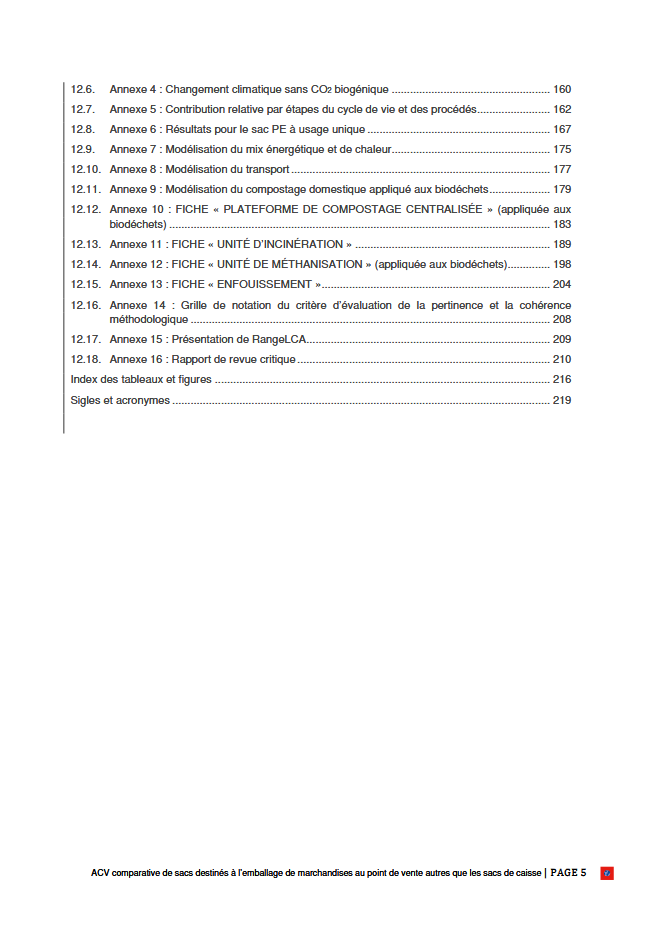 12.6. Annexe 4 : Changement climatique sans CO2 biogénique .................................................... 160
12.7. Annexe 5 : Contribution relative par étapes du cycle de vie et des procédés........................ 162
12.8. Annexe 6 : Résultats pour le sac PE à usage unique ............................................................ 167
12.9. Annexe 7 : Modélisation du mix énergétique et de chaleur.................................................... 175
12.10. Annexe 8 : Modélisation du transport ..................................................................................... 177
12.11. Annexe 9 : Modélisation du compostage domestique appliqué aux biodéchets.................... 179
12.12. Annexe 10 : FICHE « PLATEFORME DE COMPOSTAGE CENTRALISÉE » (appliquée aux
biodéchets) ............................................................................................................................. 183
12.13. Annexe 11 : FICHE « UNITÉ D'INCINÉRATION » ................................................................ 189
12.14. Annexe 12 : FICHE « UNITÉ DE MÉTHANISATION » (appliquée aux biodéchets).............. 198
12.15. Annexe 13 : FICHE « ENFOUISSEMENT »........................................................................... 204
12.16. Annexe 14 : Grille de notation du critère d'évaluation de la pertinence et la cohérence
méthodologique ...................................................................................................................... 208
12.17. Annexe 15 : Présentation de RangeLCA................................................................................ 209
12.18. Annexe 16 : Rapport de revue critique ................................................................................... 210
Index des tableaux et figures .............................................................................................................. 216
Sigles et acronymes ............................................................................................................................ 219
ACV comparative de sacs destinés à l'emballage de marchandises au point de vente autres que les sacs de caisse | PAGE 5